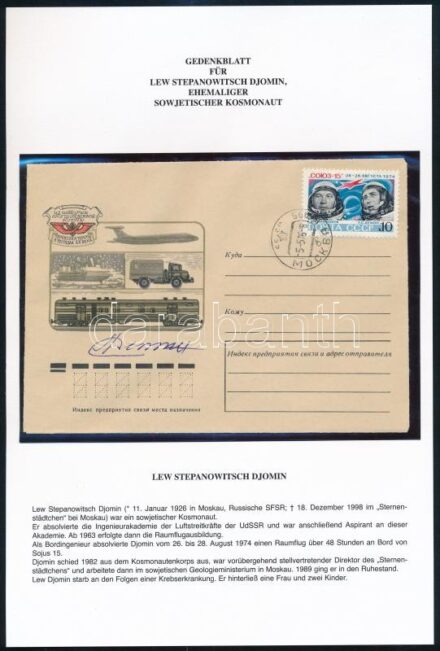 GEDENKBLATT
FÜR
LEW STEPANOWITSCH DJOMIN,
EHEMALIGER
SOWJETISCHER KOSMONAUT
„СОЮЗ-15” 26-28 АВГУСТА 1974
ПОЧТА СССР 10
МОСКВА
Куда
Кому
Индекс предприятия связи и адрес отправителя
darabanth
Индекс предприятия связи места назначения
LEW STEPANOWITSCH DJOMIN
Lew Stepanowitsch Djomin (* 11. Januar 1926 in Moskau, Russische SFSR; † 18. Dezember 1998 im „Sternen-
städtchen“ bei Moskau) war ein sowjetischer Kosmonaut.
Er absolvierte die Ingenieurakademie der Luftstreitkräfte der UdSSR und war anschließend Aspirant an dieser
Akademie. Ab 1963 erfolgte dann die Raumflugausbildung.
Als Bordingenieur absolvierte Djomin vom 26. bis 28. August 1974 einen Raumflug über 48 Stunden an Bord von
Sojus 15.
Djomin schied 1982 aus dem Kosmonautenkorps aus, war vorübergehend stellvertretender Direktor des „Sternen-
städtchens“ und arbeitete dann im sowjetischen Geologieministerium in Moskau. 1989 ging er in den Ruhestand.
Lew Djomin starb an den Folgen einer Krebserkrankung. Er hinterließ eine Frau und zwei Kinder.